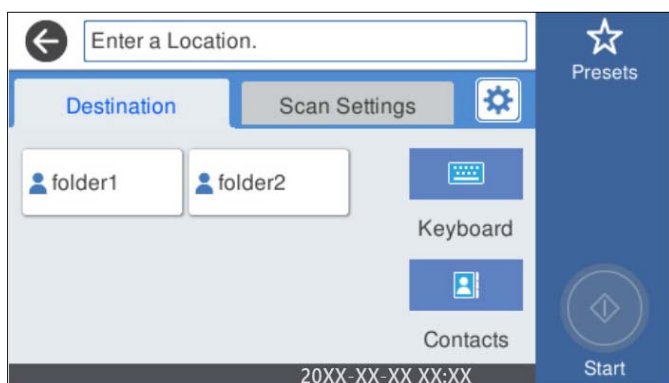 Enter a Location.
Presets
Destination
Scan Settings
folder1
folder2
Keyboard
Contacts
Start
20XX-XX-XX XX:XX